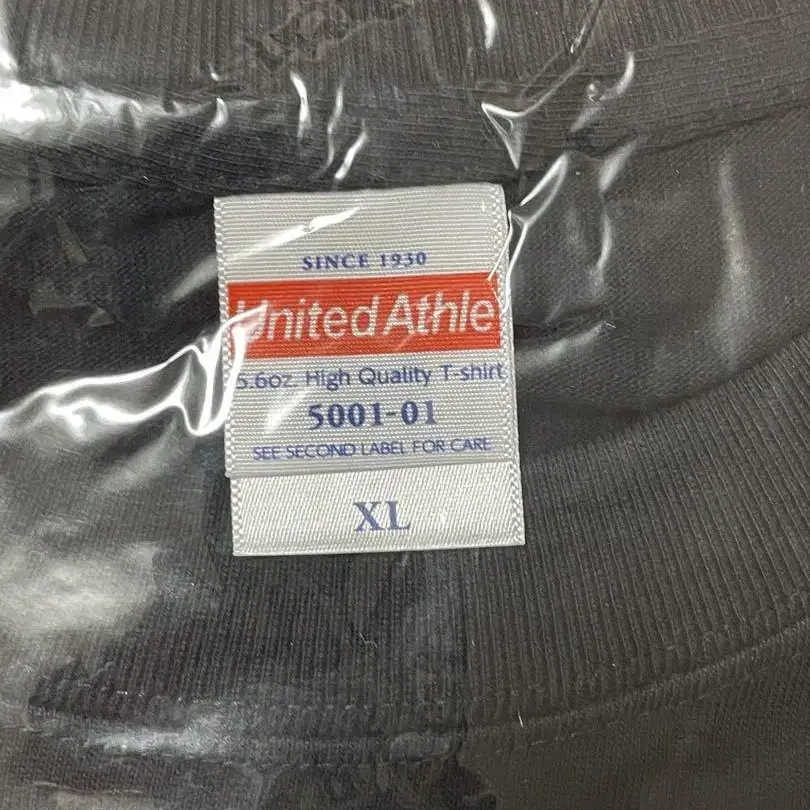 SINCE 1930
United Athle
5.6oz. High Quality T-shirt
5001-01
SEE SECOND LABEL FOR CARE
XL